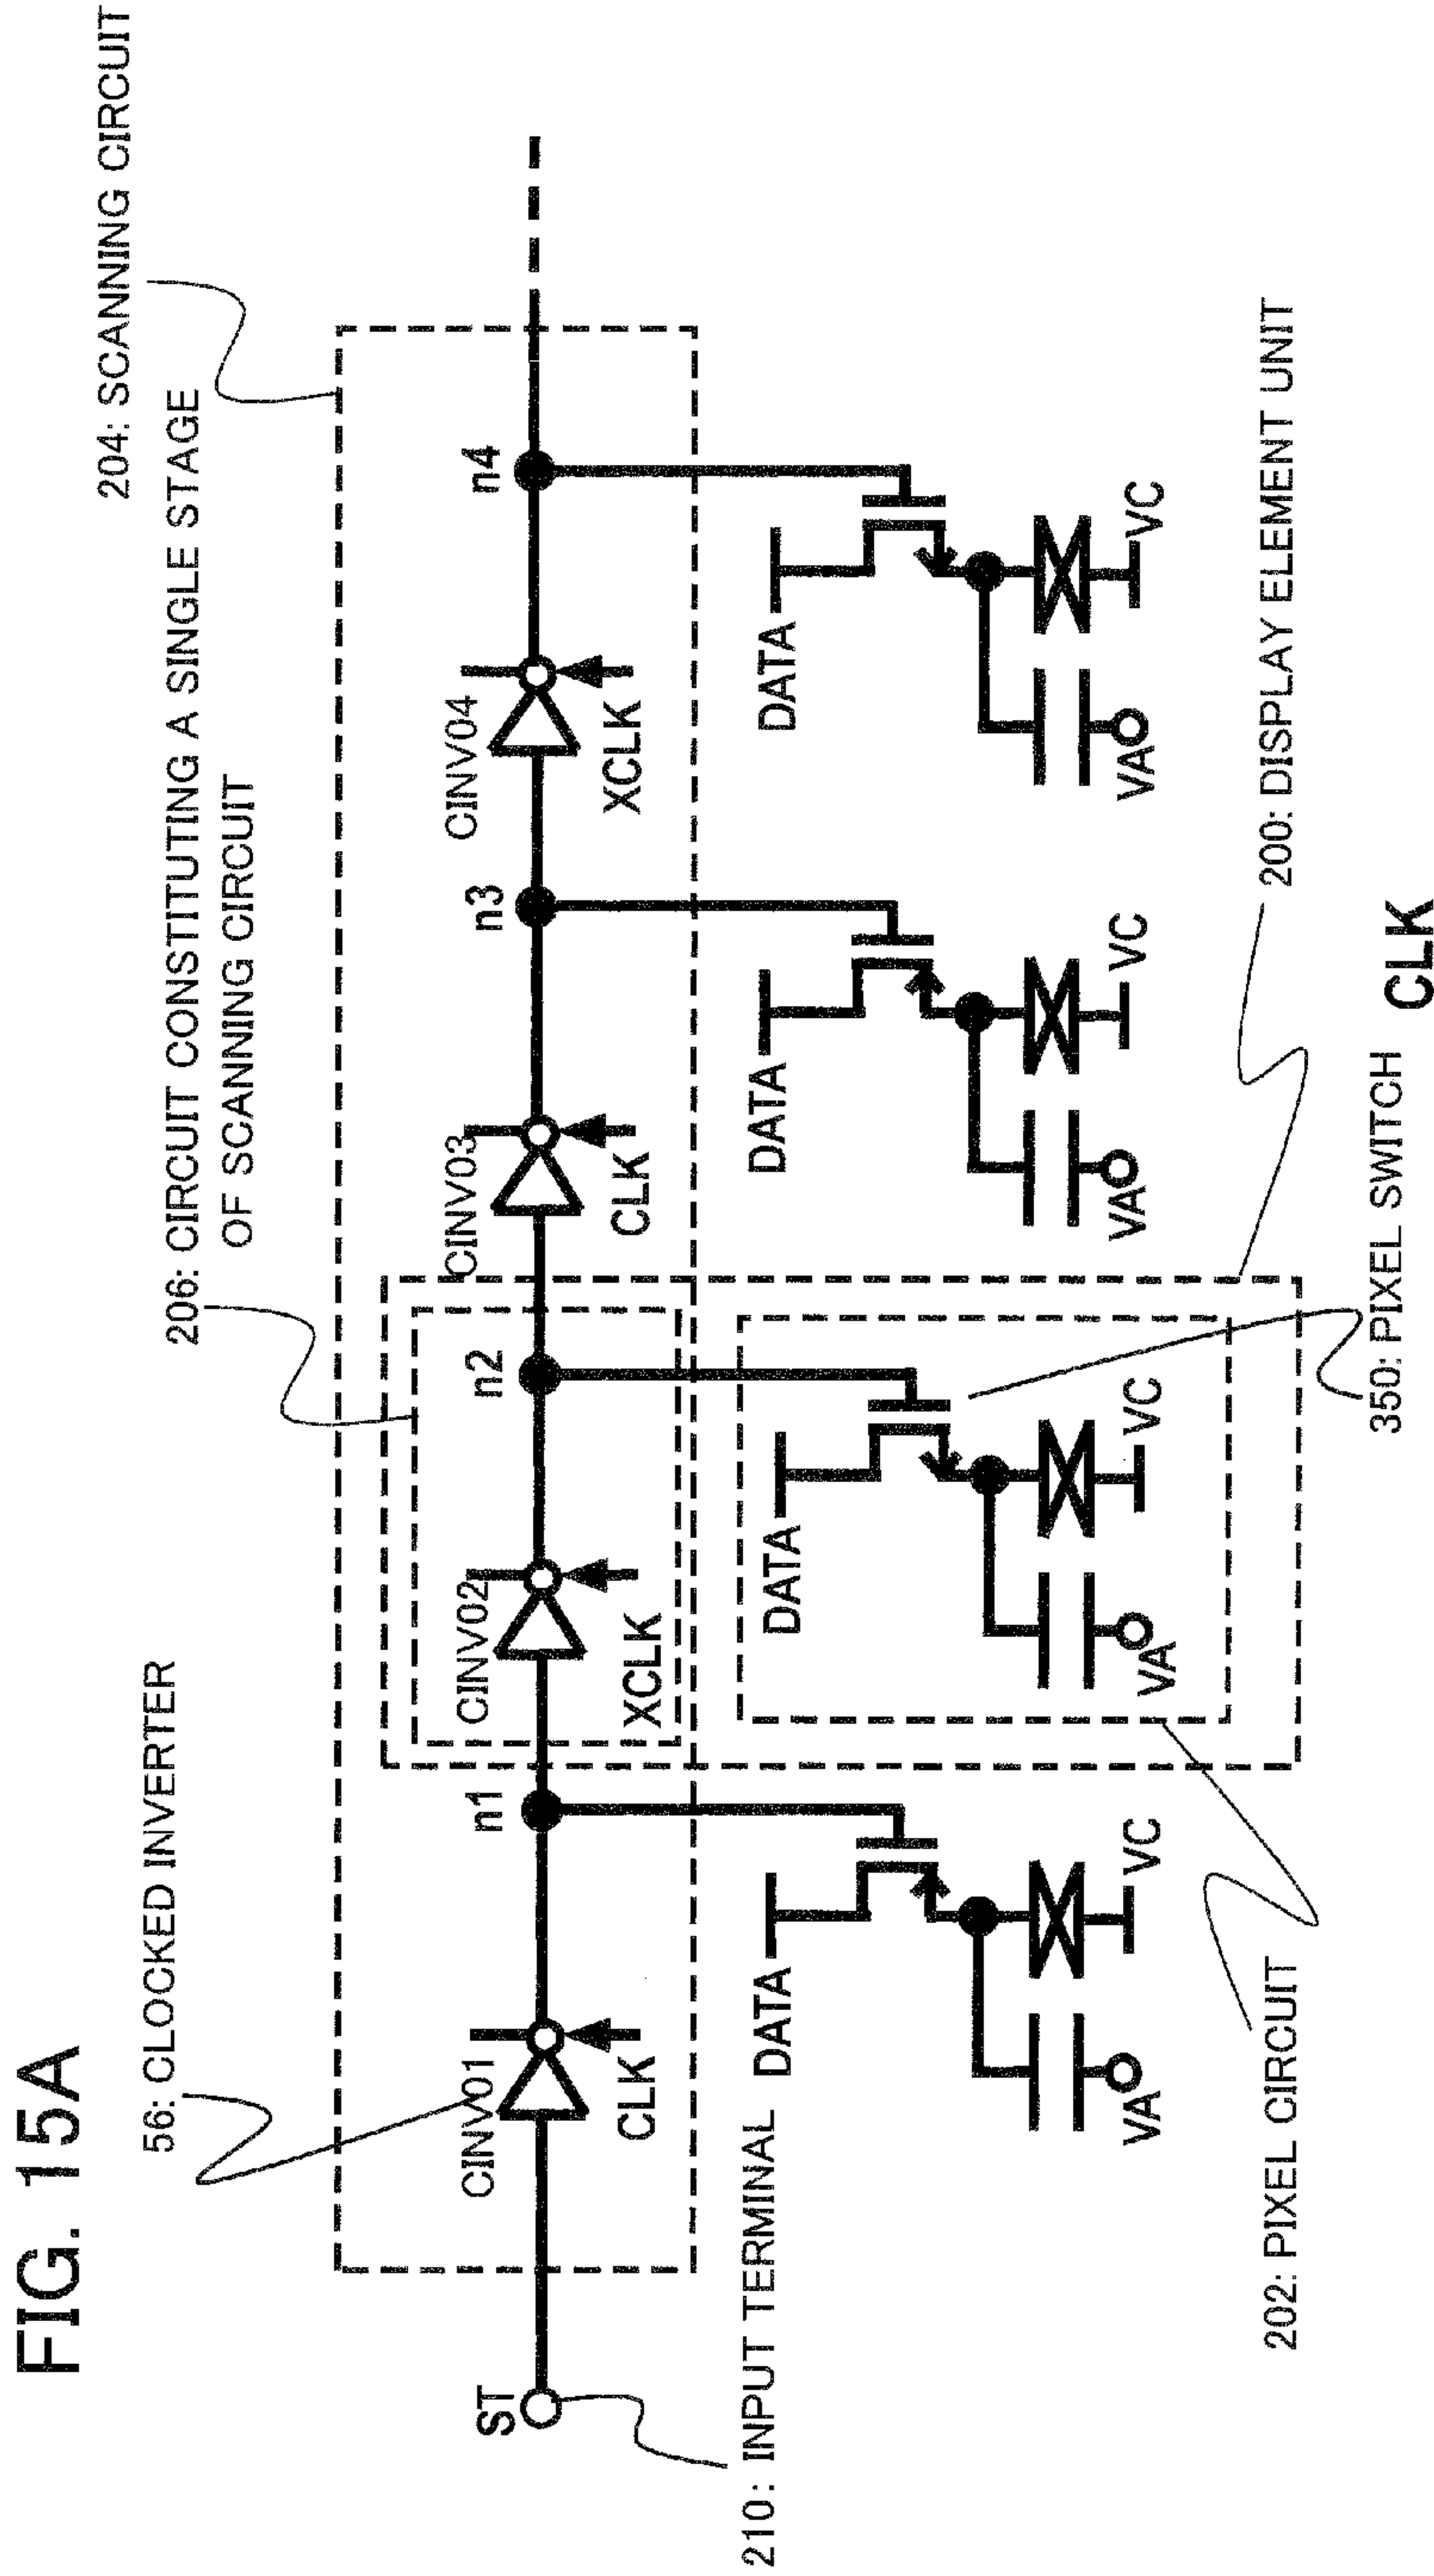 FIG. 15A
204: SCANNING CIRCUIT
206: CIRCUIT CONSTITUTING A SINGLE STAGE
OF SCANNING CIRCUIT
56: CLOCKED INVERTER
ST
CINV01
n1
CINV02
n2
CINV03
n3
CINV04
n4
CLK
XCLK
CLK
XCLK
210: INPUT TERMINAL
DATA
DATA
DATA
DATA
VA
VC
VA
VC
VA
VC
VA
VC
202: PIXEL CIRCUIT
350: PIXEL SWITCH
200: DISPLAY ELEMENT UNIT
CLK